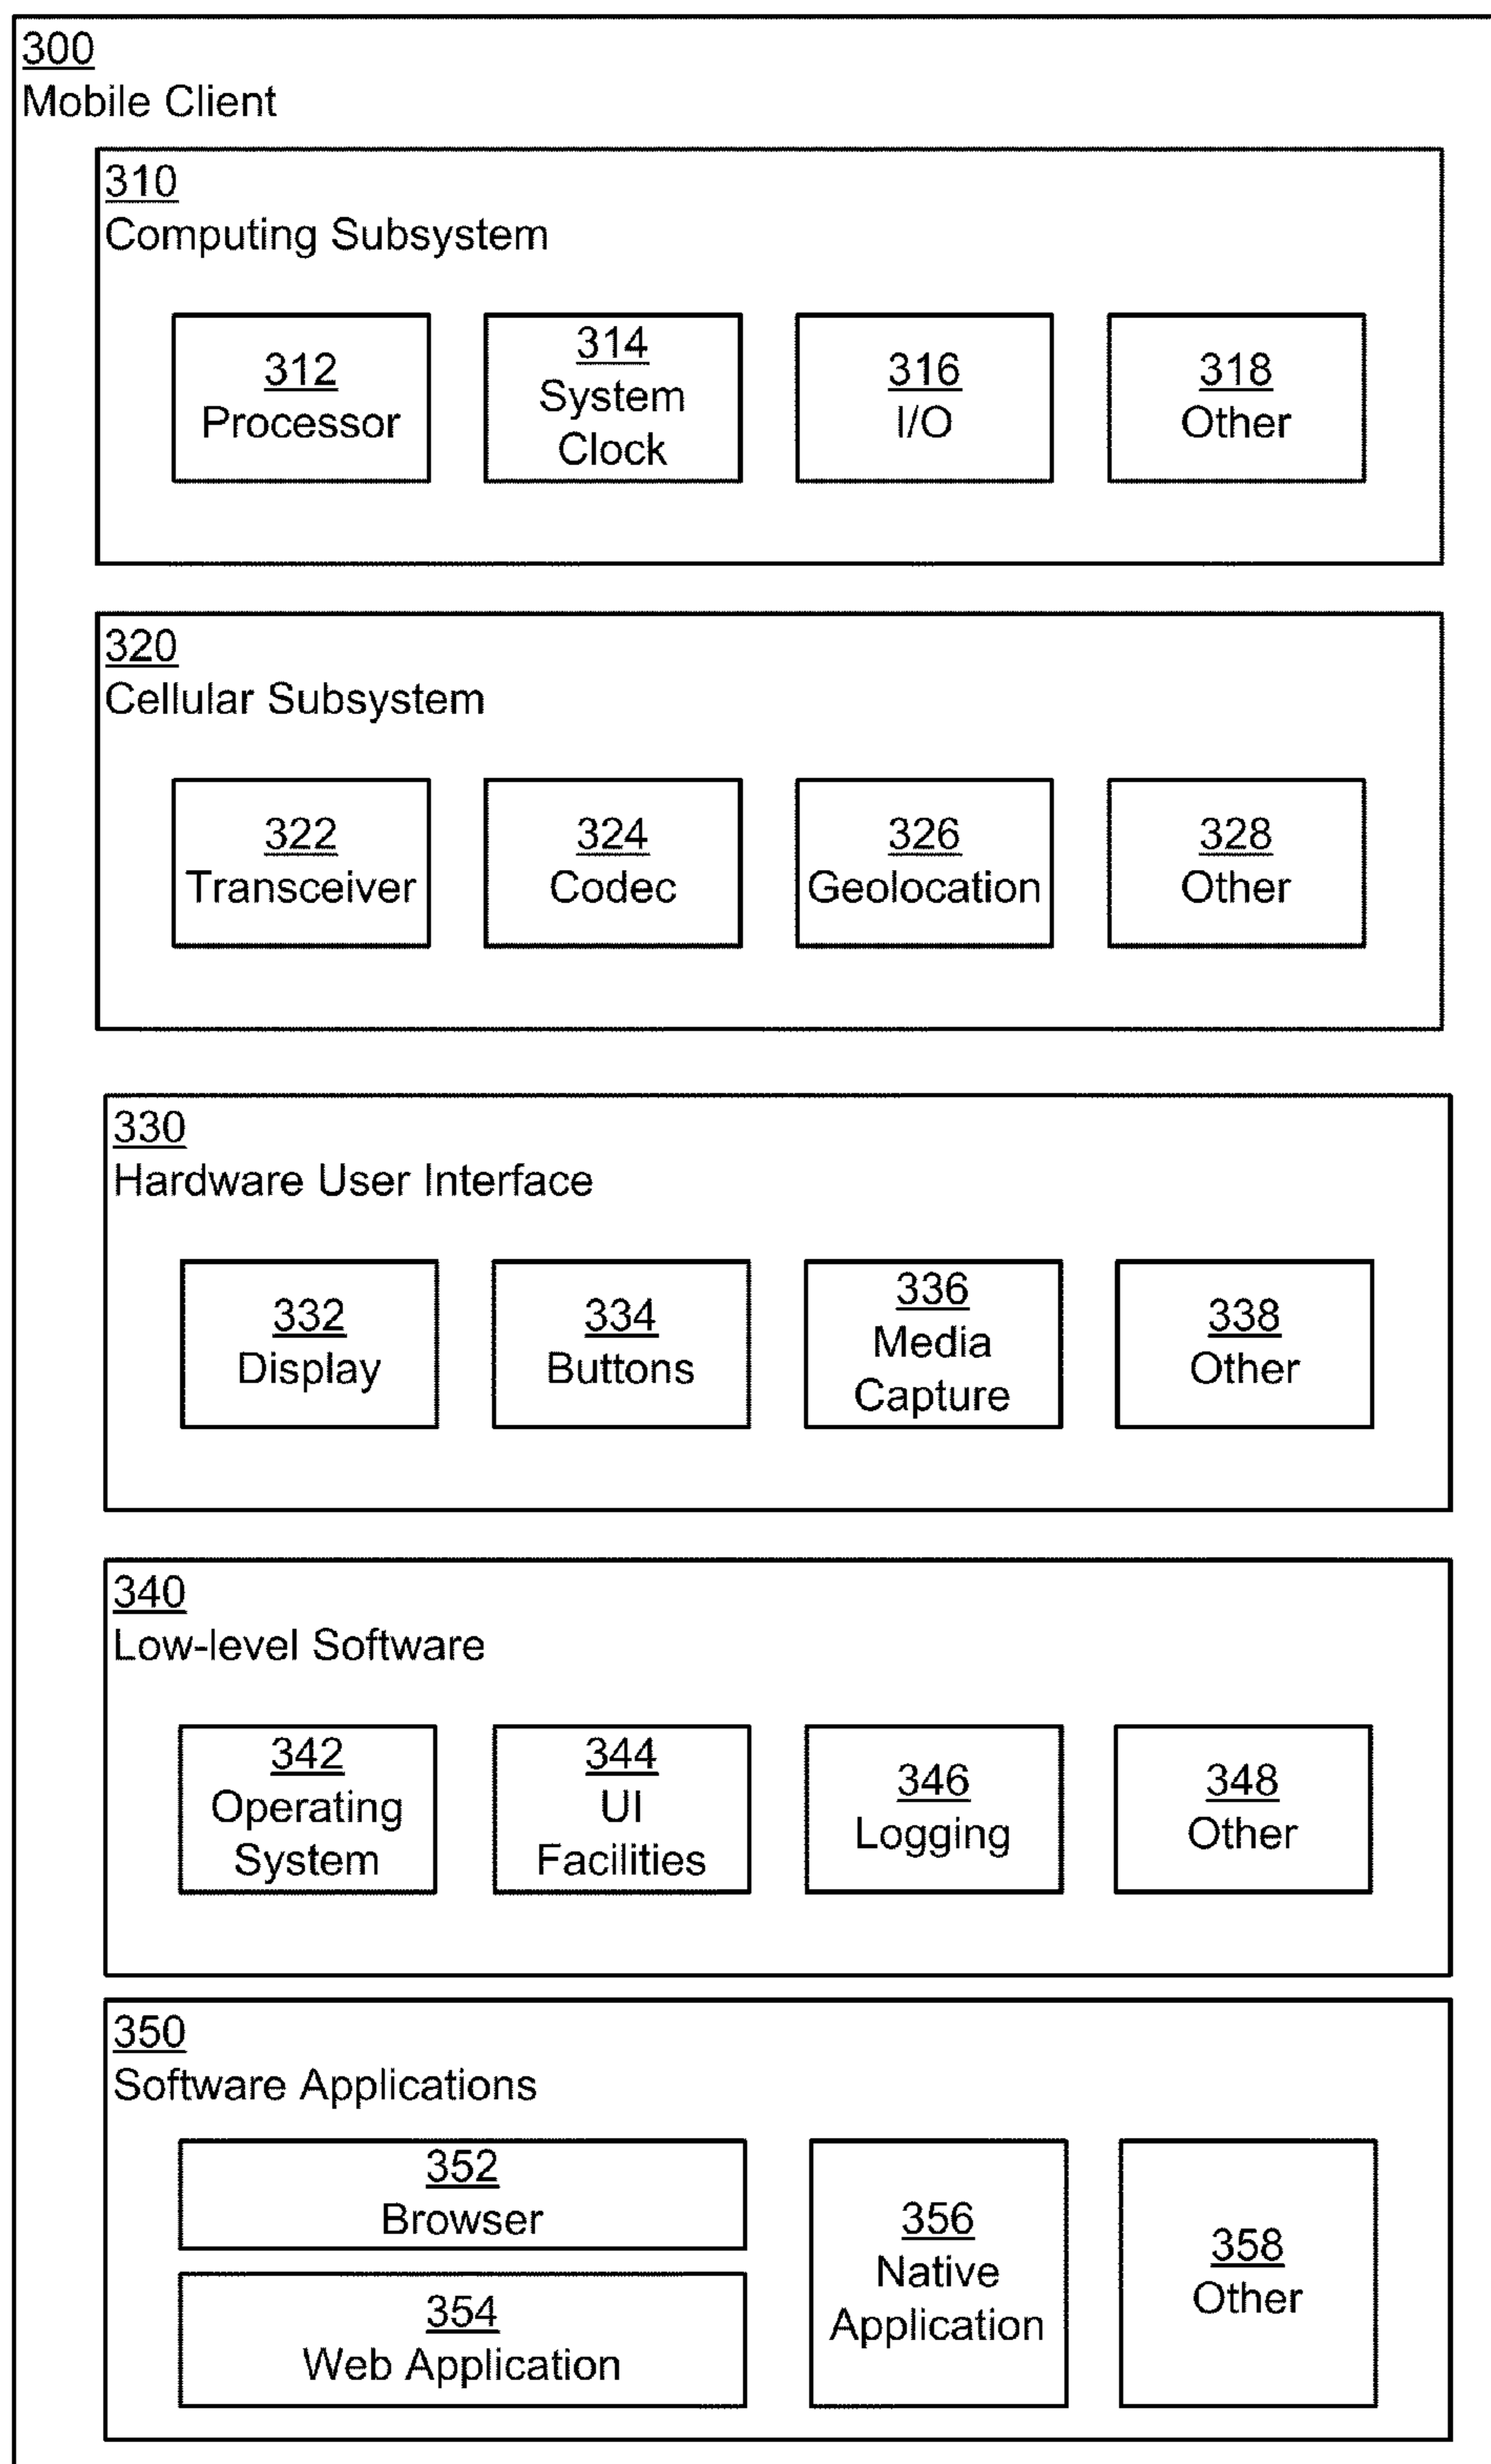 300
Mobile Client
310
Computing Subsystem
312
Processor
314
System
Clock
316
I/O
318
Other
320
Cellular Subsystem
322
Transceiver
324
Codec
326
Geolocation
328
Other
330
Hardware User Interface
332
Display
334
Buttons
336
Media
Capture
338
Other
340
Low-level Software
342
Operating
System
344
UI
Facilities
346
Logging
348
Other
350
Software Applications
352
Browser
354
Web Application
356
Native
Application
358
Other